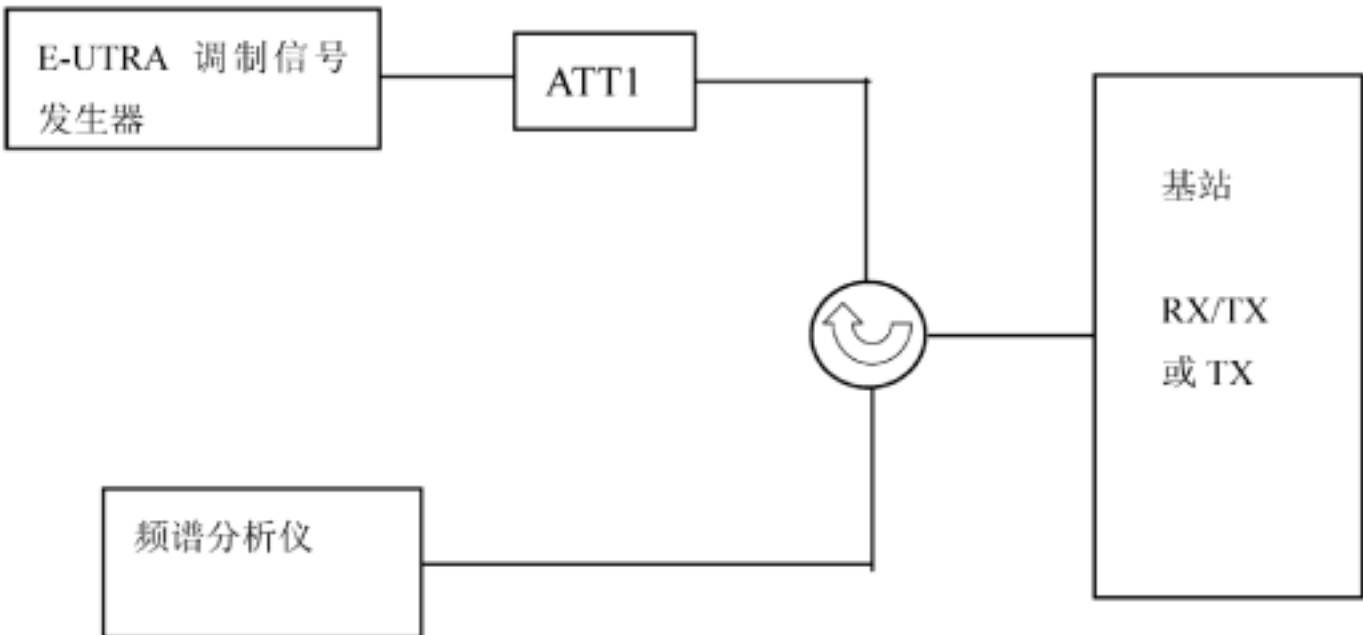 E-UTRA 调制信号
发生器
ATT1
基站
RX/TX
或 TX
频谱分析仪